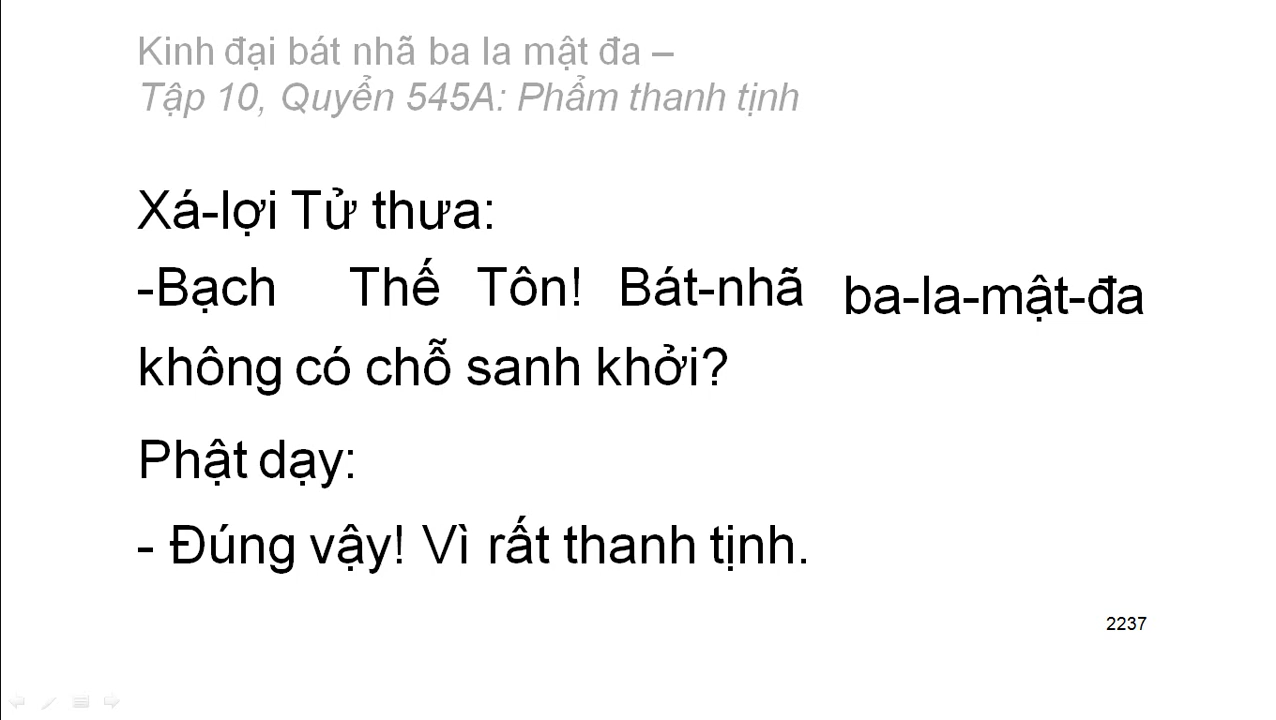 Kinh đại bát nhã ba la mật đa –
Tập 10, Quyển 545A: Phẩm thanh tịnh
Xá-lợi Tử thưa:
-Bạch Thế Tôn! Bát-nhã ba-la-mật-đa
không có chỗ sanh khởi?
Phật dạy:
- Đúng vậy! Vì rất thanh tịnh.
2237